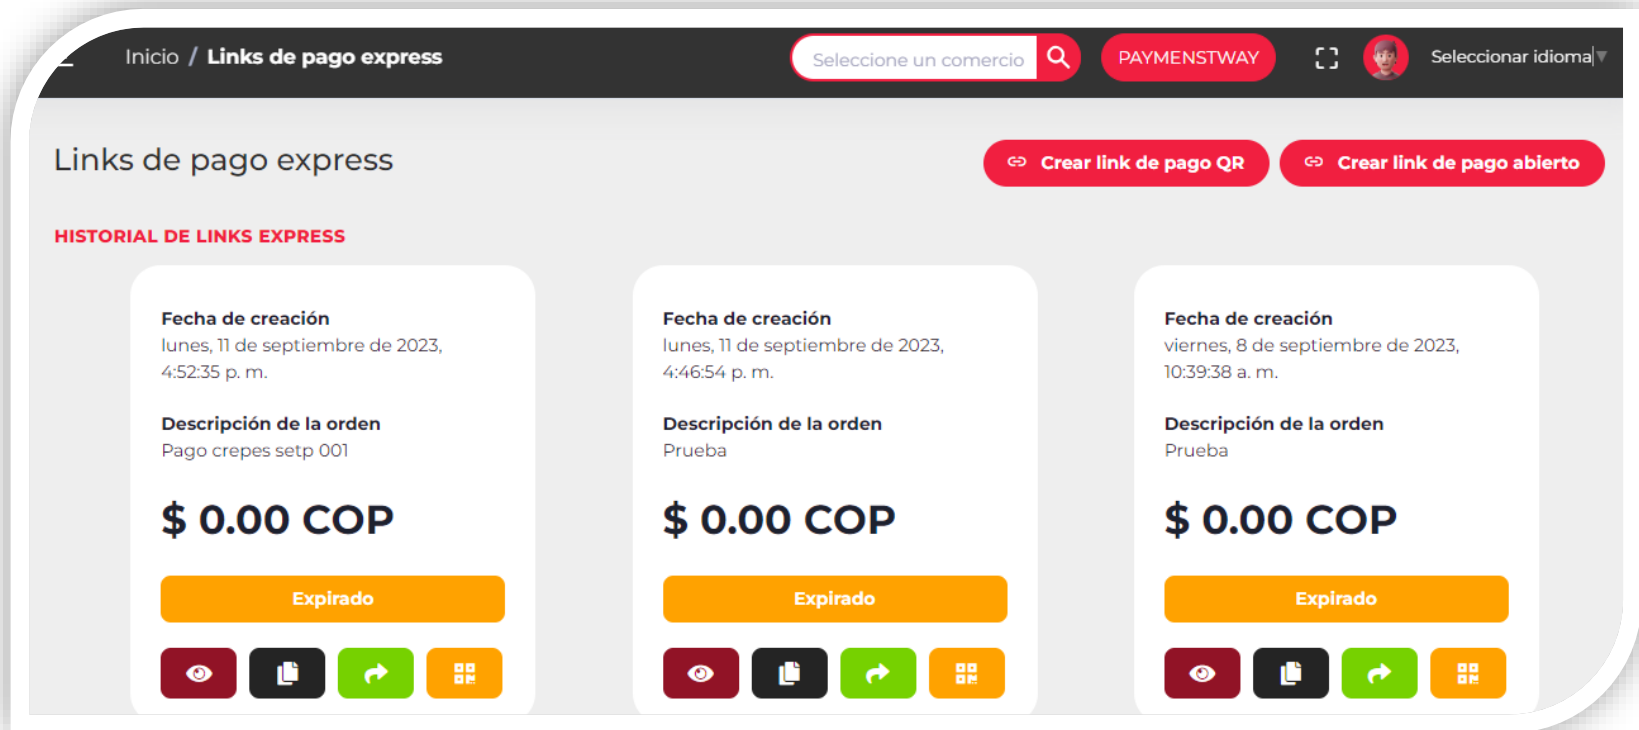 Inicio / Links de pago express
Seleccione un comercio
PAYMENSTWAY
Seleccionar idioma
Links de pago express
Crear link de pago QR
Crear link de pago abierto
HISTORIAL DE LINKS EXPRESS
Fecha de creación
lunes, 11 de septiembre de 2023,
4:52:35 p. m.
Descripción de la orden
Pago crepes setp 001
$ 0.00 COP
Expirado
Fecha de creación
lunes, 11 de septiembre de 2023,
4:46:54 p. m.
Descripción de la orden
Prueba
$ 0.00 COP
Expirado
Fecha de creación
viernes, 8 de septiembre de 2023,
10:39:38 a. m.
Descripción de la orden
Prueba
$ 0.00 COP
Expirado